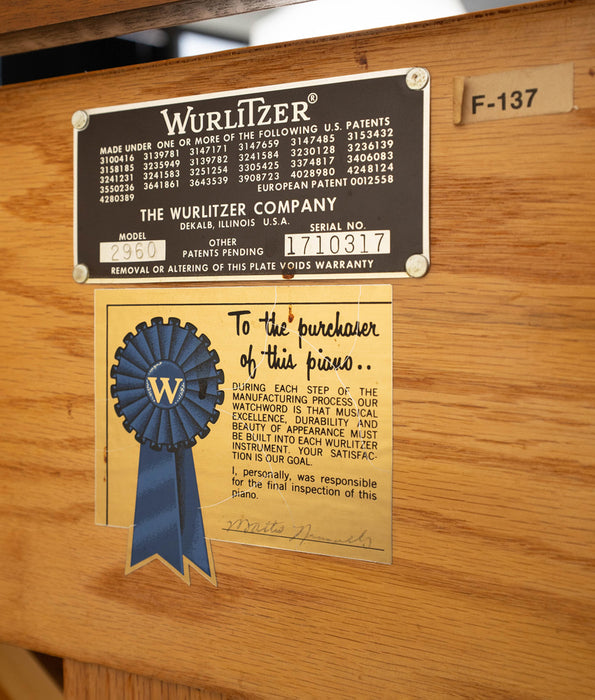 WURLITZER®
MADE UNDER ONE OR MORE OF THE FOLLOWING U.S. PATENTS
3100416 3139781 3147171 3147659 3147485 3153432
3158185 3235949 3139782 3241584 3230128 3236139
3241231 3241583 3251254 3305425 3374817 3406083
3550236 3641861 3643539 3908723 4028980 4248124
4280389 EUROPEAN PATENT 0012558
THE WURLITZER COMPANY
DEKALB, ILLINOIS U.S.A.
MODEL
2960
OTHER
PATENTS PENDING
SERIAL NO.
1710317
REMOVAL OR ALTERING OF THIS PLATE VOIDS WARRANTY
F-137
To the purchaser
of this piano..
W
DURING EACH STEP OF THE
MANUFACTURING PROCESS OUR
WATCHWORD IS THAT MUSICAL
EXCELLENCE, DURABILITY AND
BEAUTY OF APPEARANCE MUST
BE BUILT INTO EACH WURLITZER
INSTRUMENT. YOUR SATISFAC-
TION IS OUR GOAL.
I, personally, was responsible
for the final inspection of this
piano.